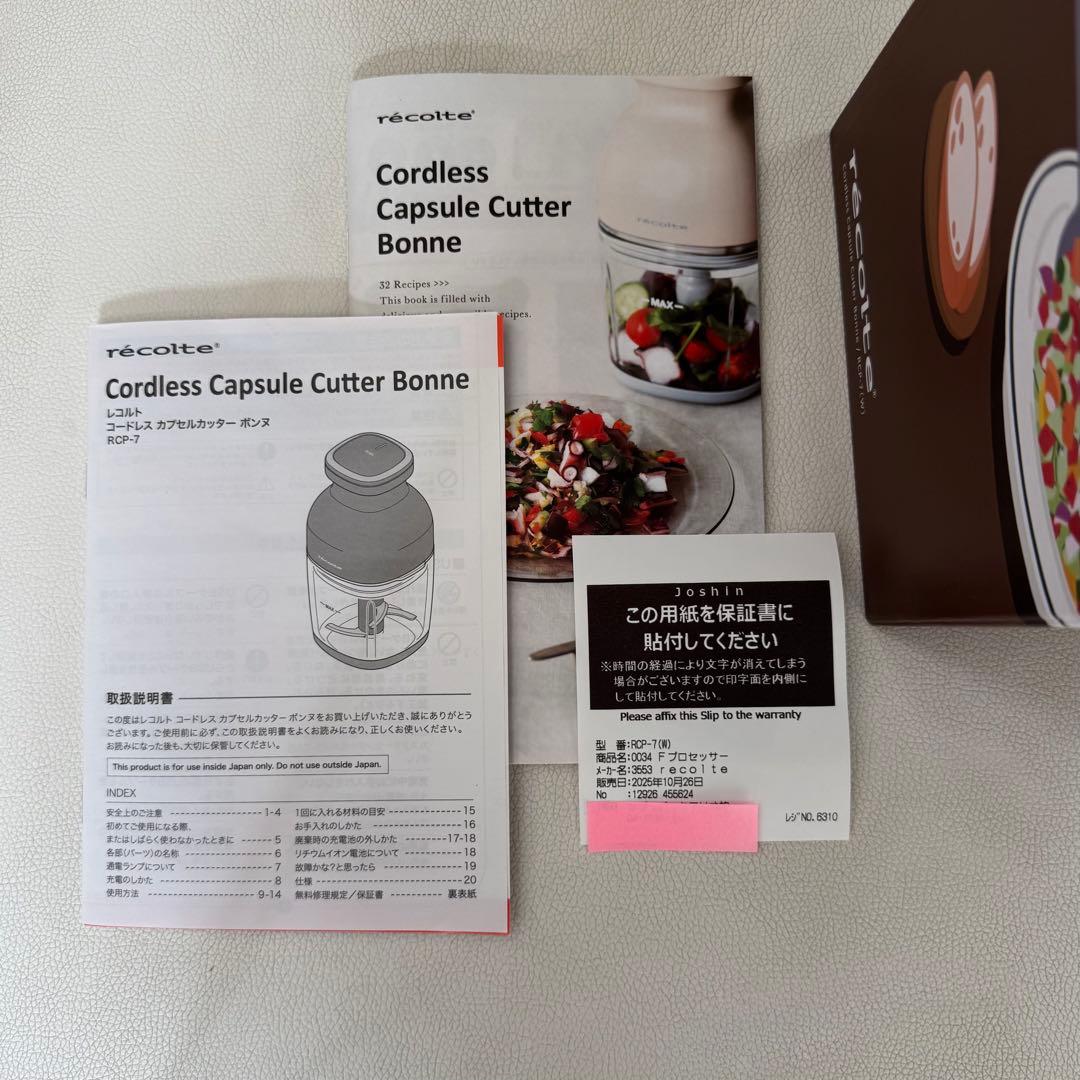 récolte®
Cordless
Capsule Cutter
Bonne
32 Recipes >>>
This book is filled with
recipes.
récolte
MAX
récolte®
Cordless Capsule Cutter Bonne / RCP-7(W)
récolte®
Cordless Capsule Cutter Bonne
レコルト
コードレス カプセルカッター ボンヌ
RCP-7
MAX
取扱説明書
この度はレコルト コードレス カプセルカッター ボンヌをお買い上げいただき、誠にありがとう
ございます。ご使用前に必ず、この取扱説明書をよくお読みになり、正しくお使いください。
お読みになった後も、大切に保管してください。
This product is for use inside Japan only. Do not use outside Japan.
INDEX
安全上のご注意 1-4
初めてご使用になる際、
またはしばらく使わなかったときに 5
各部(パーツ)の名称 6
通電ランプについて 7
充電のしかた 8
使用方法 9-14
1回に入れる材料の目安 15
お手入れのしかた 16
廃棄時の充電池の外しかた 17-18
リチウムイオン電池について 18
故障かな?と思ったら 19
仕様 20
無料修理規定/保証書 裏表紙
Joshin
この用紙を保証書に
貼付してください
※時間の経過により文字が消えてしまう
場合がございますので印字面を内側に
して貼付してください。
Please affix this Slip to the warranty
型 番:RCP-7(W)
商品名:0034 Fプロセッサー
メーカー名:3553 recolte
販売日:2025年10月26日
No :12926 455624
レジNO.6310